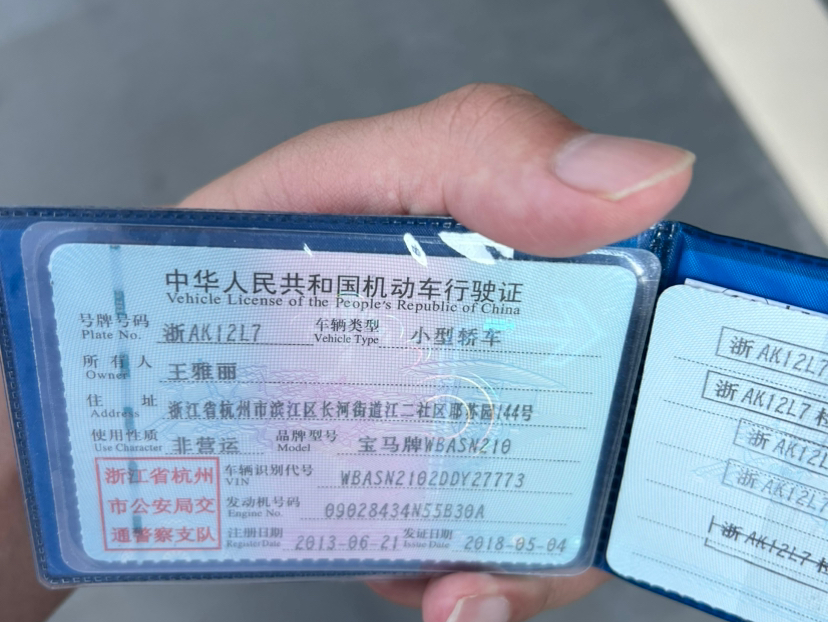 中华人民共和国机动车行驶证
Vehicle License of the People's Republic of China
号牌号码 浙AK12L7 车辆类型 小型轿车
Plate No. Vehicle Type
所有人 王雅丽
Owner
住址 浙江省杭州市滨江区长河街道江二社区耶苏园144号
Address
使用性质 非营运 品牌型号 宝马牌WBASN210
Use Character Model
浙江省杭州
市公安局交
通警察支队
车辆识别代号 WBASN2102DDY27773
VIN
发动机号码 09028434N55B30A
Engine No.
注册日期 2013-06-21 发证日期 2018-05-04
Register Date Issue Date
浙AK12L7
浙AK12L7 检
浙AK12L
浙AK12L7
浙AK12L7 检